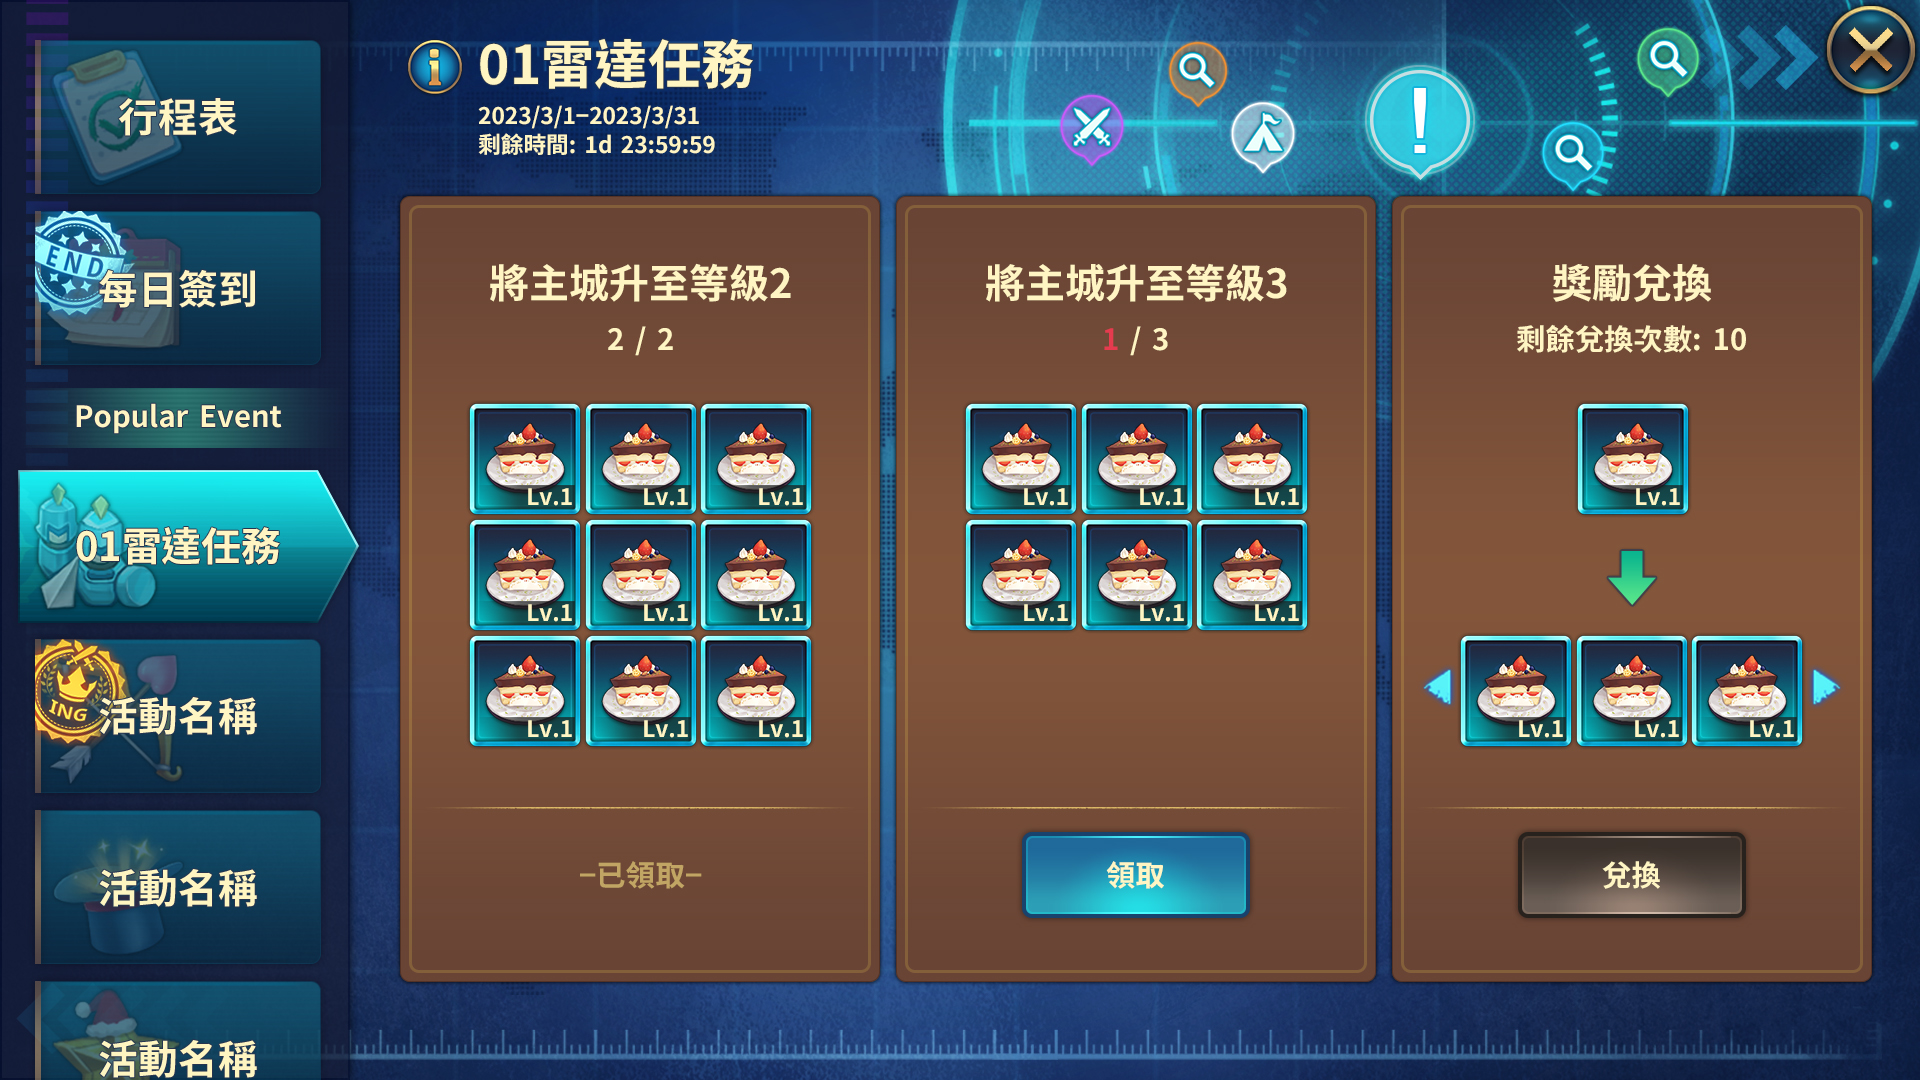 行程表
END
每日簽到
Popular Event
01雷達任務
ING
活動名稱
活動名稱
活動名稱
i
01雷達任務
2023/3/1-2023/3/31
剩餘時間: 1d 23:59:59
!
將主城升至等級2
2 / 2
Lv.1 Lv.1 Lv.1
Lv.1 Lv.1 Lv.1
Lv.1 Lv.1 Lv.1
-已領取-
將主城升至等級3
1 / 3
Lv.1 Lv.1 Lv.1
Lv.1 Lv.1 Lv.1
領取
獎勵兌換
剩餘兌換次數: 10
Lv.1
Lv.1 Lv.1 Lv.1
兌換